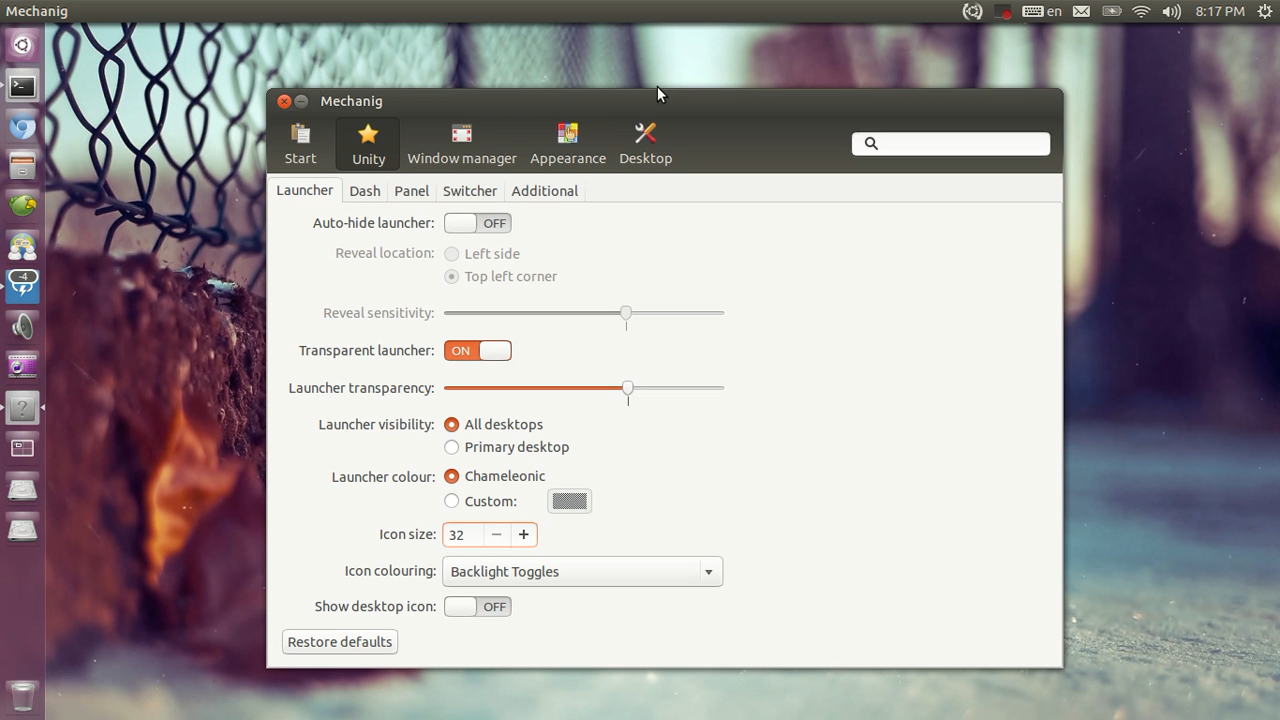 Mechanig
en
8:17 PM
>_
-4
?
Mechanig
Start
Unity
Window manager
Appearance
Desktop
Launcher
Dash
Panel
Switcher
Additional
Auto-hide launcher: OFF
Reveal location: Left side
Top left corner
Reveal sensitivity:
Transparent launcher: ON
Launcher transparency:
Launcher visibility: All desktops
Primary desktop
Launcher colour: Chameleonic
Custom:
Icon size: 32 − +
Icon colouring: Backlight Toggles
Show desktop icon: OFF
Restore defaults